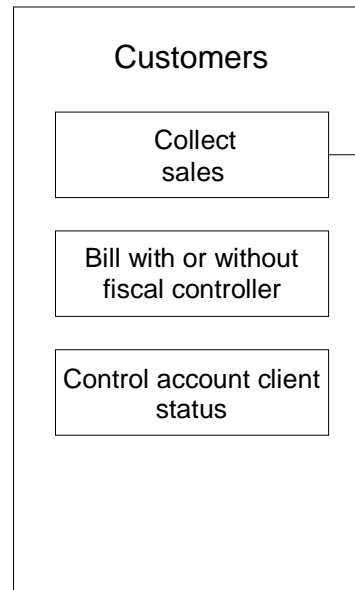 Customers
Collect
sales
Bill with or without
fiscal controller
Control account client
status